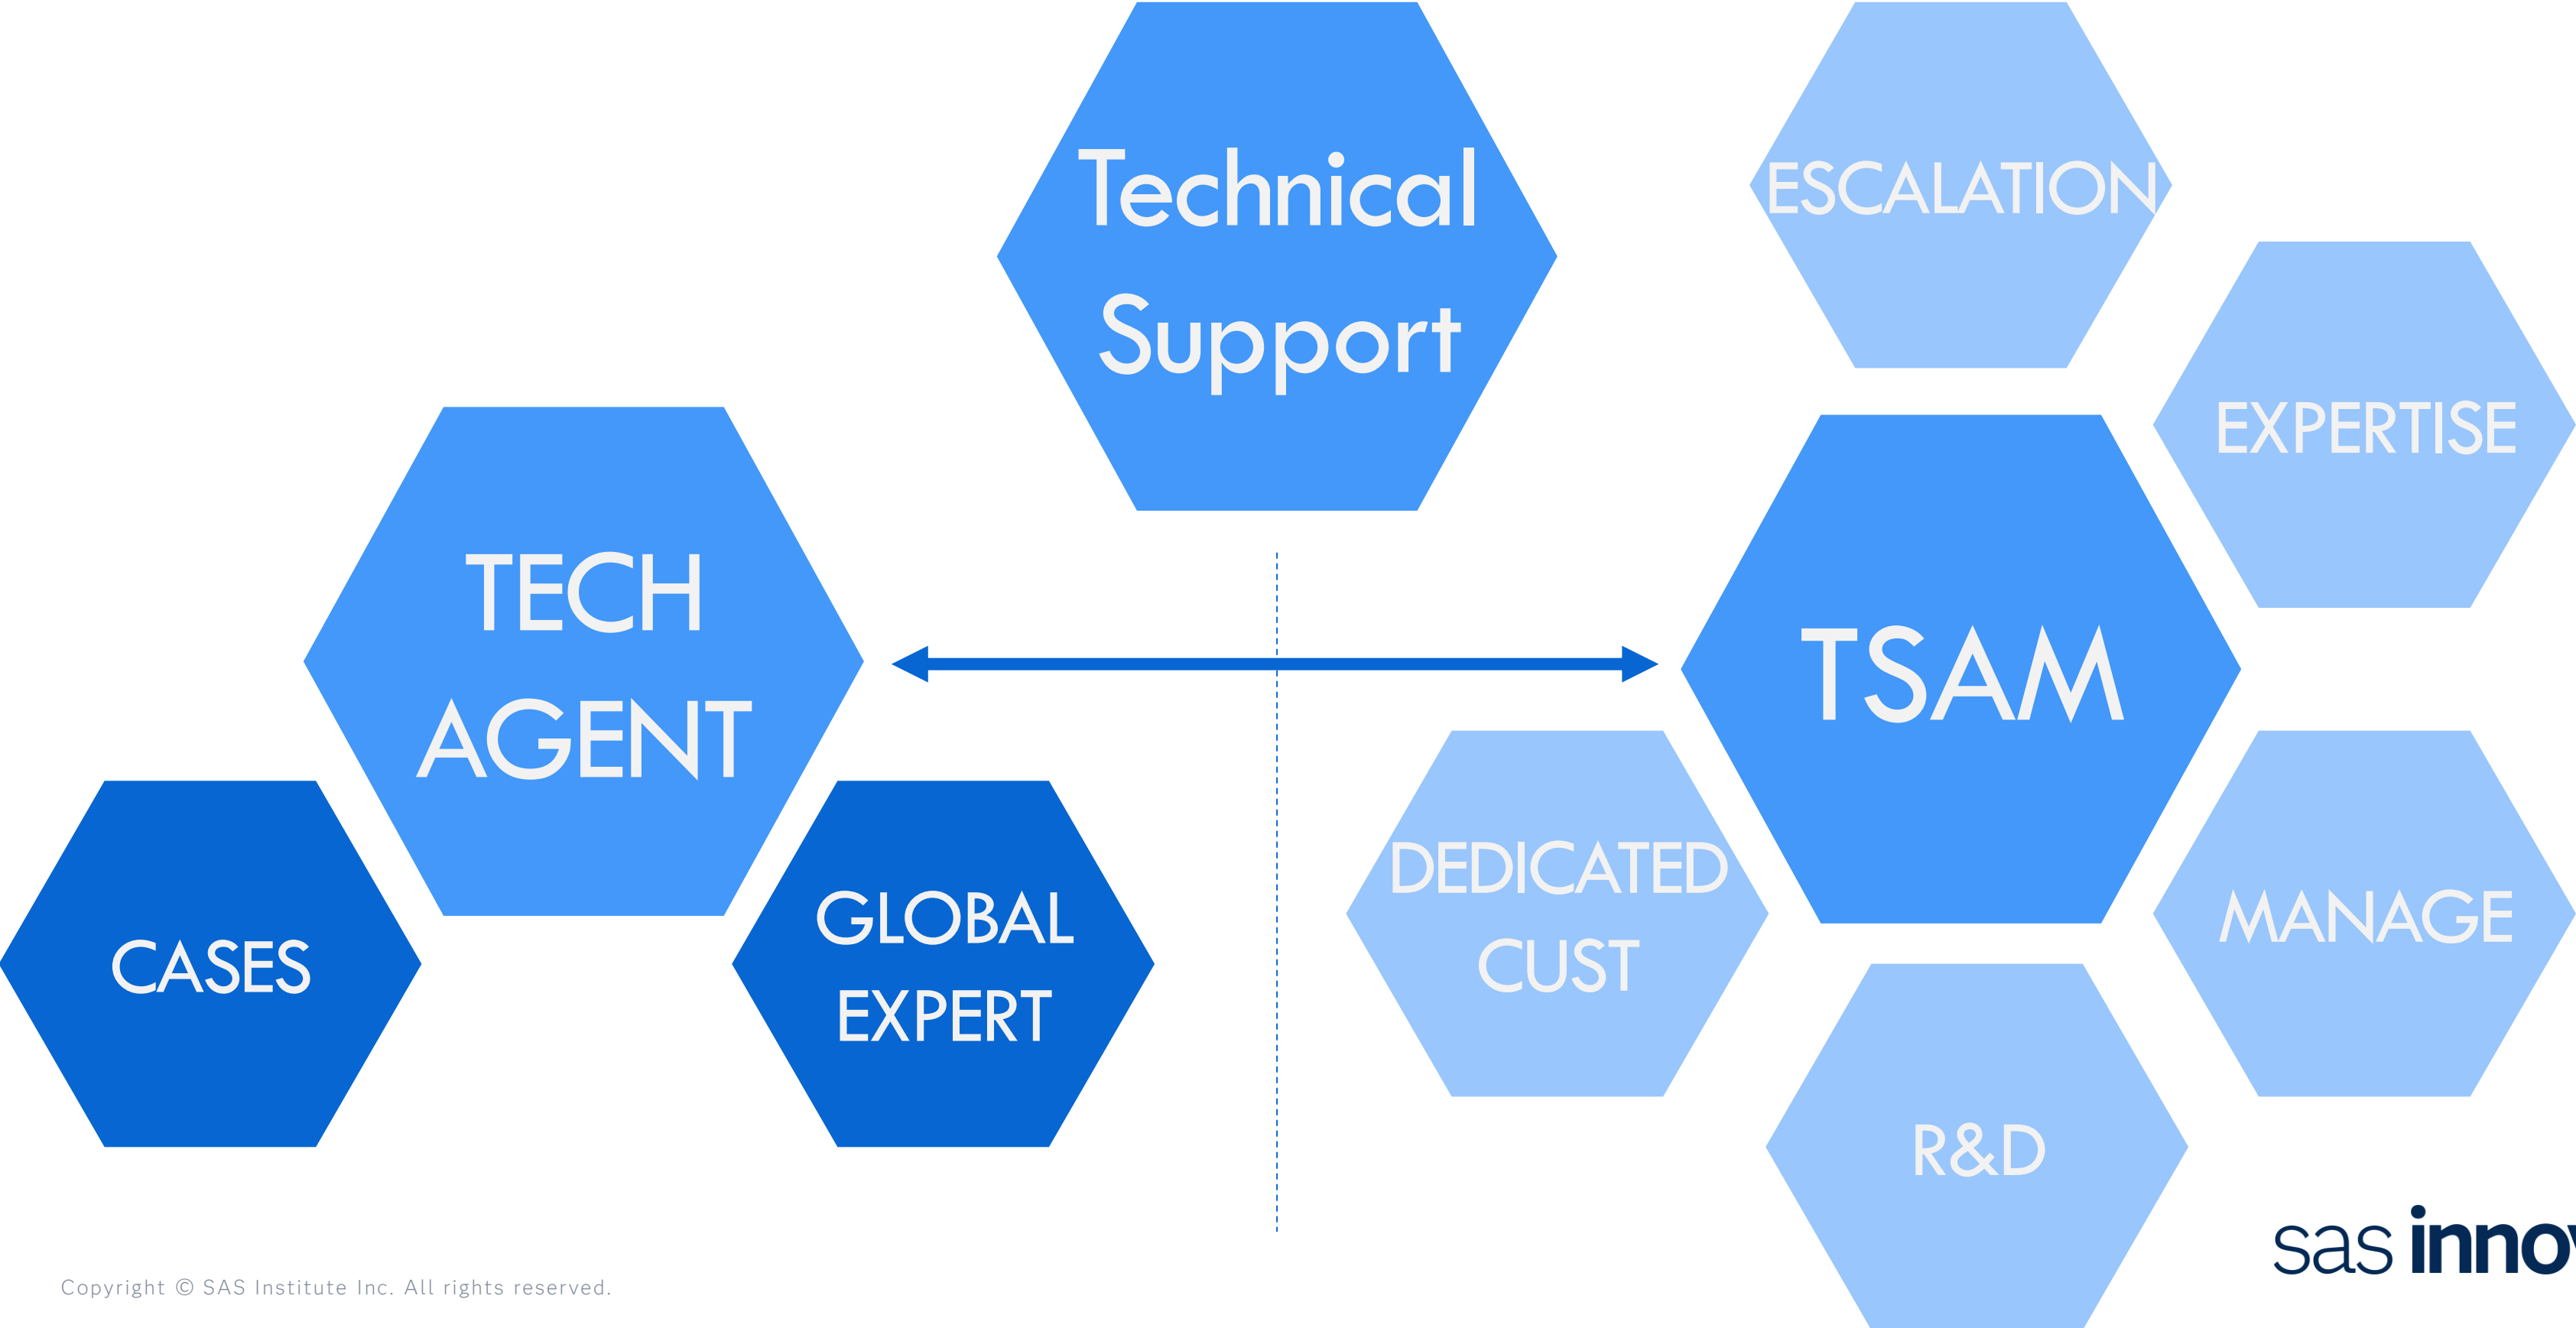 Technical
Support
TECH
AGENT
CASES
GLOBAL
EXPERT
ESCALATION
EXPERTISE
TSAM
DEDICATED
CUST
MANAGE
R&D
sas
Copyright © SAS Institute Inc. All rights reserved.